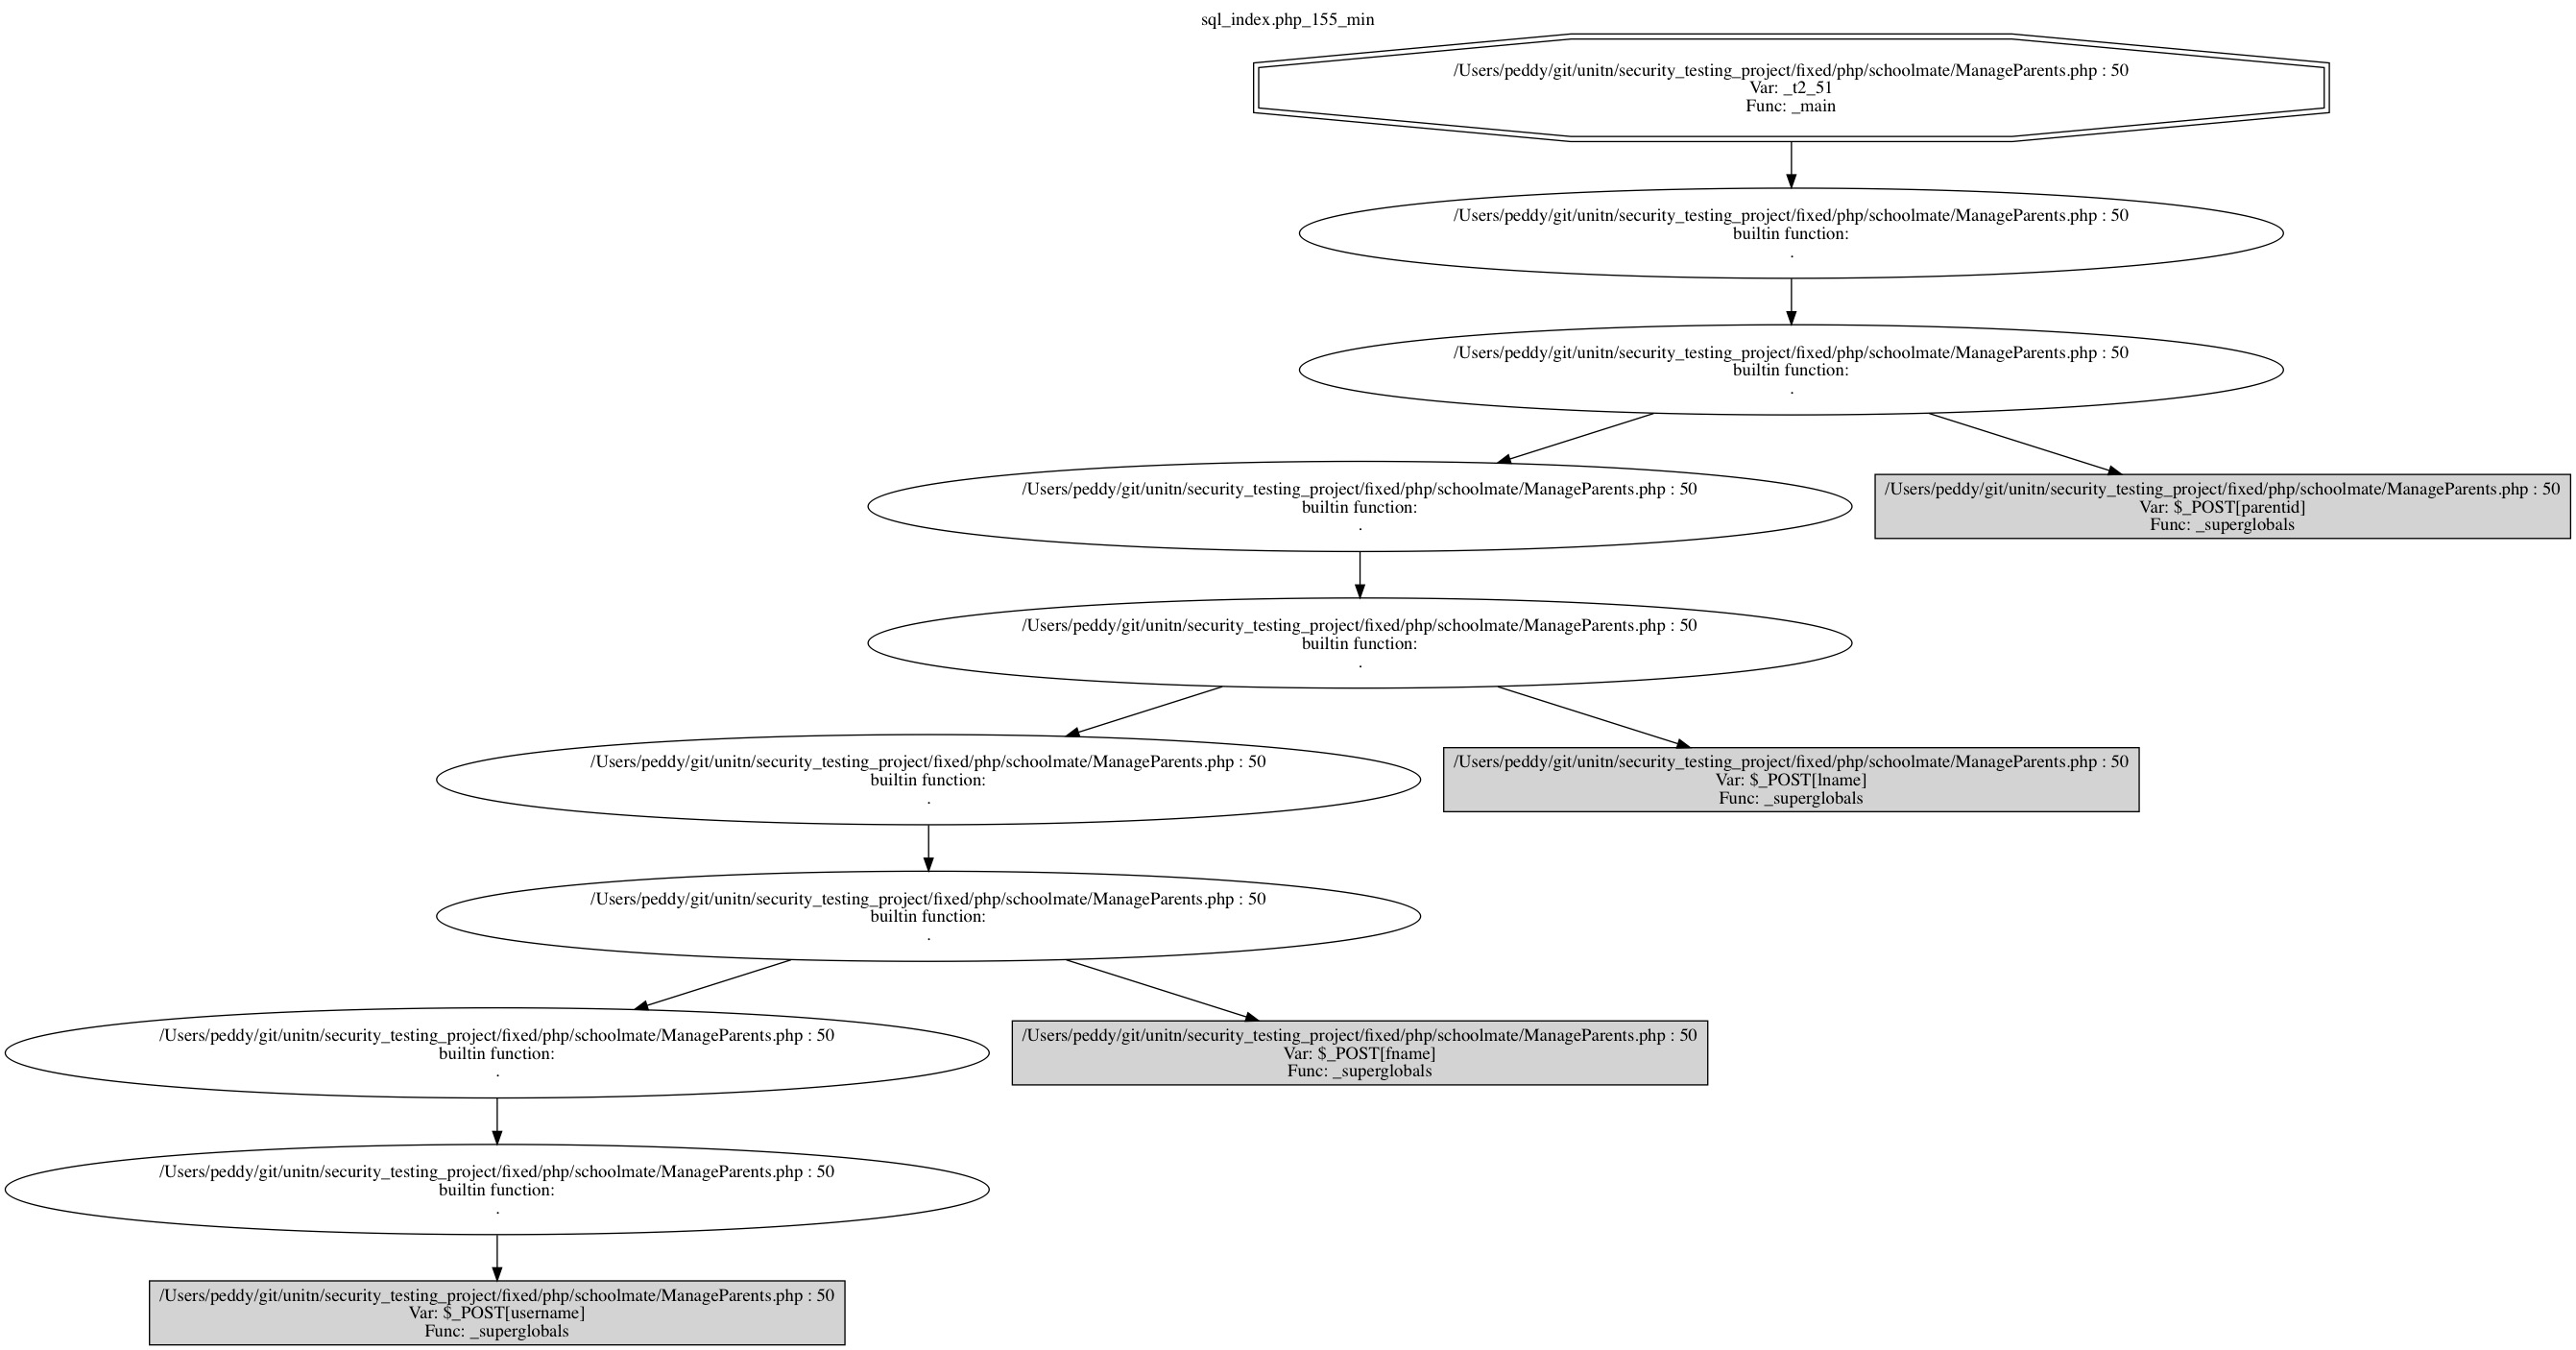 sql_index.php_155_min
/Users/peddy/git/unitn/security_testing_project/fixed/php/schoolmate/ManageParents.php : 50
Var: _t2_51
Func: _main
/Users/peddy/git/unitn/security_testing_project/fixed/php/schoolmate/ManageParents.php : 50
builtin function:
.
/Users/peddy/git/unitn/security_testing_project/fixed/php/schoolmate/ManageParents.php : 50
builtin function:
.
/Users/peddy/git/unitn/security_testing_project/fixed/php/schoolmate/ManageParents.php : 50
builtin function:
.
/Users/peddy/git/unitn/security_testing_project/fixed/php/schoolmate/ManageParents.php : 50
Var: $_POST[parentid]
Func: _superglobals
/Users/peddy/git/unitn/security_testing_project/fixed/php/schoolmate/ManageParents.php : 50
builtin function:
.
/Users/peddy/git/unitn/security_testing_project/fixed/php/schoolmate/ManageParents.php : 50
builtin function:
.
/Users/peddy/git/unitn/security_testing_project/fixed/php/schoolmate/ManageParents.php : 50
Var: $_POST[lname]
Func: _superglobals
/Users/peddy/git/unitn/security_testing_project/fixed/php/schoolmate/ManageParents.php : 50
builtin function:
.
/Users/peddy/git/unitn/security_testing_project/fixed/php/schoolmate/ManageParents.php : 50
builtin function:
.
/Users/peddy/git/unitn/security_testing_project/fixed/php/schoolmate/ManageParents.php : 50
Var: $_POST[fname]
Func: _superglobals
/Users/peddy/git/unitn/security_testing_project/fixed/php/schoolmate/ManageParents.php : 50
builtin function:
.
/Users/peddy/git/unitn/security_testing_project/fixed/php/schoolmate/ManageParents.php : 50
Var: $_POST[username]
Func: _superglobals